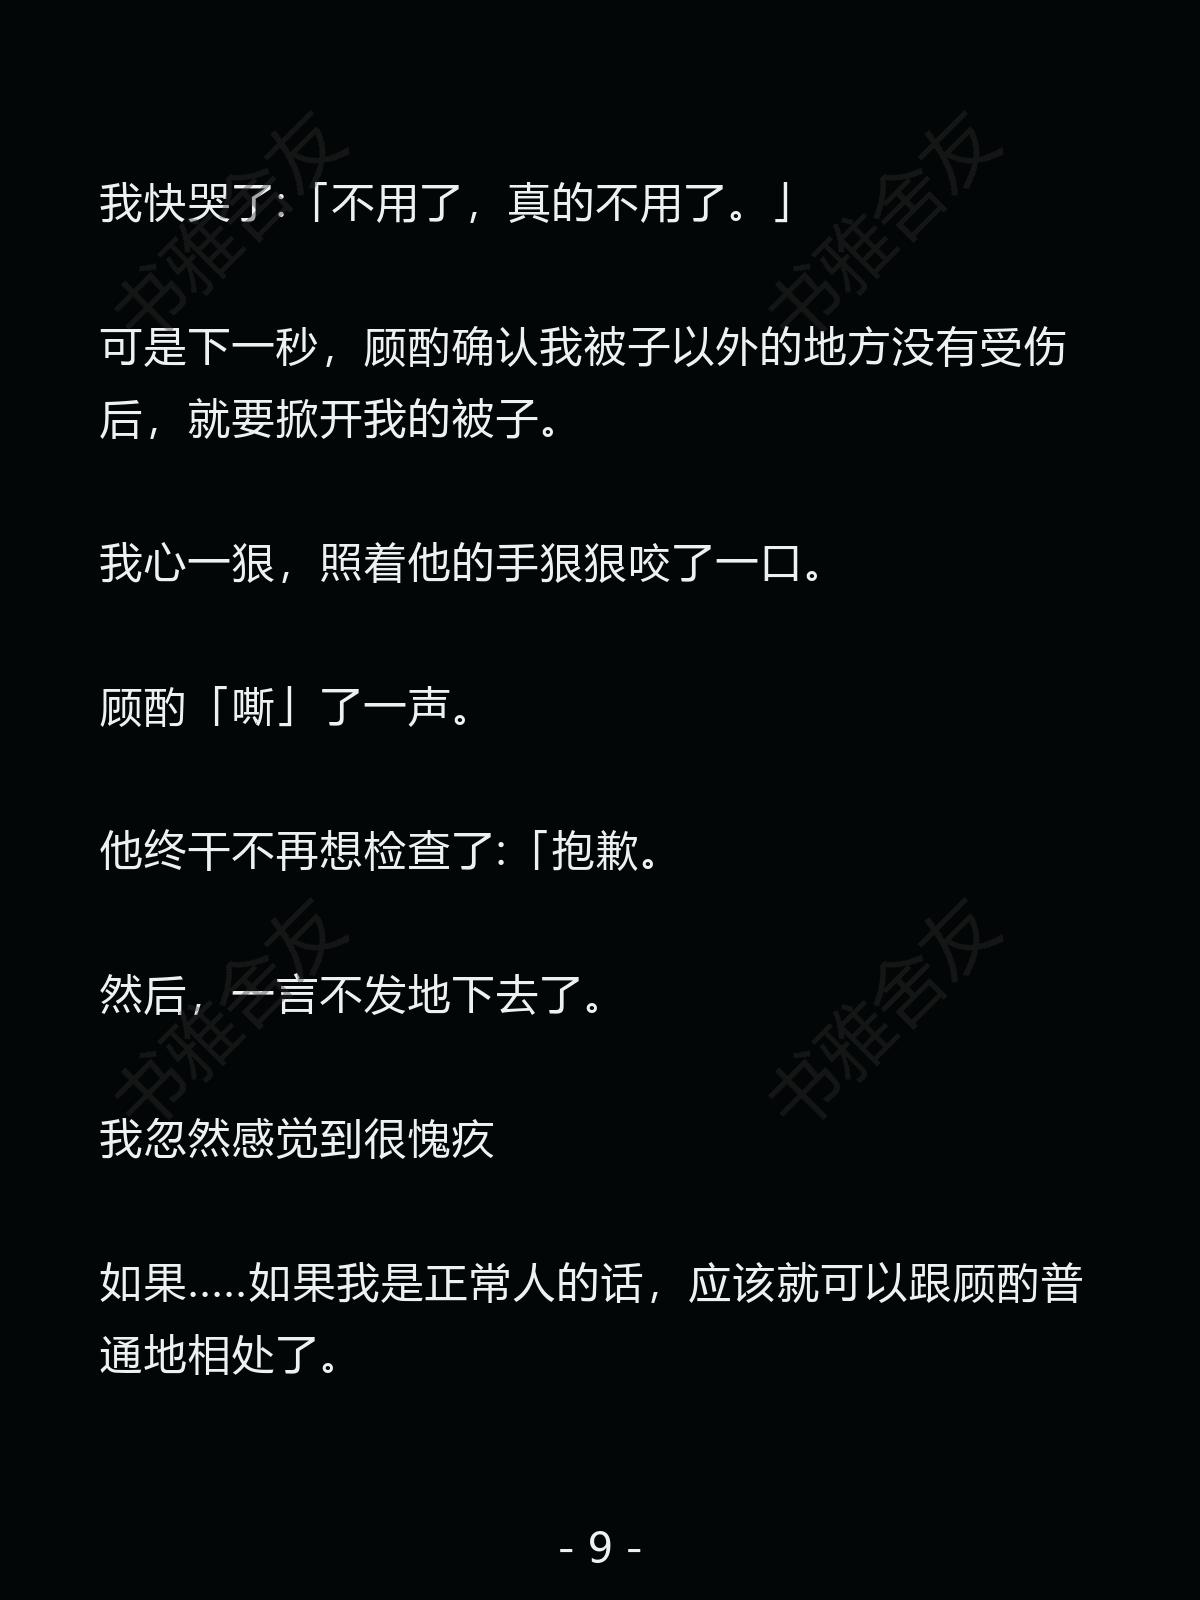 我快哭了:「不用了，真的不用了。」
可是下一秒，顾酌确认我被子以外的地方没有受伤
后，就要掀开我的被子。
我心一狠，照着他的手狠狠咬了一口。
顾酌「嘶」了一声。
他终干不再想检查了:「抱歉。
然后，一言不发地下去了。
我忽然感觉到很愧疚
如果.....如果我是正常人的话，应该就可以跟顾酌普
通地相处了。
- 9 -
书雅舍友
书雅舍友
书雅舍友
书雅舍友